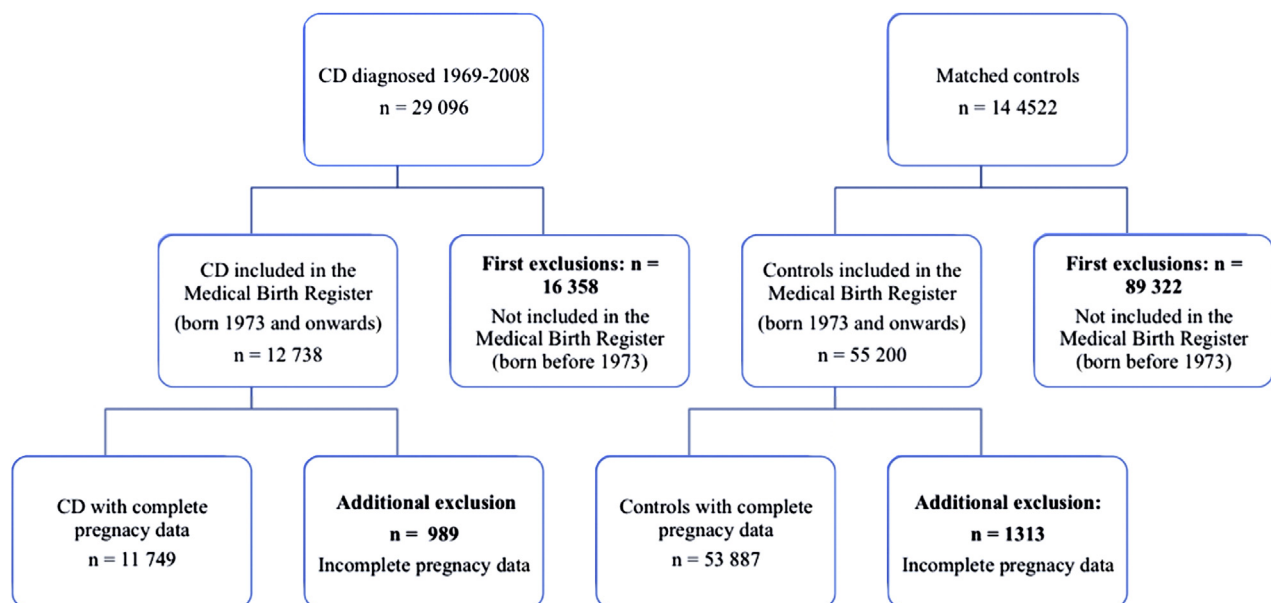 CD diagnosed 1969-2008
n = 29 096
Matched controls
n = 14 4522
CD included in the
Medical Birth Register
(born 1973 and onwards)
n = 12 738
First exclusions: n =
16 358
Not included in the
Medical Birth Register
(born before 1973)
Controls included in the
Medical Birth Register
(born 1973 and onwards)
n = 55 200
First exclusions: n =
89 322
Not included in the
Medical Birth Register
(born before 1973)
CD with complete
pregnacy data
n = 11 749
Additional exclusion
n = 989
Incomplete pregnancy data
Controls with complete
pregnacy data
n = 53 887
Additional exclusion:
n = 1313
Incomplete pregnancy data